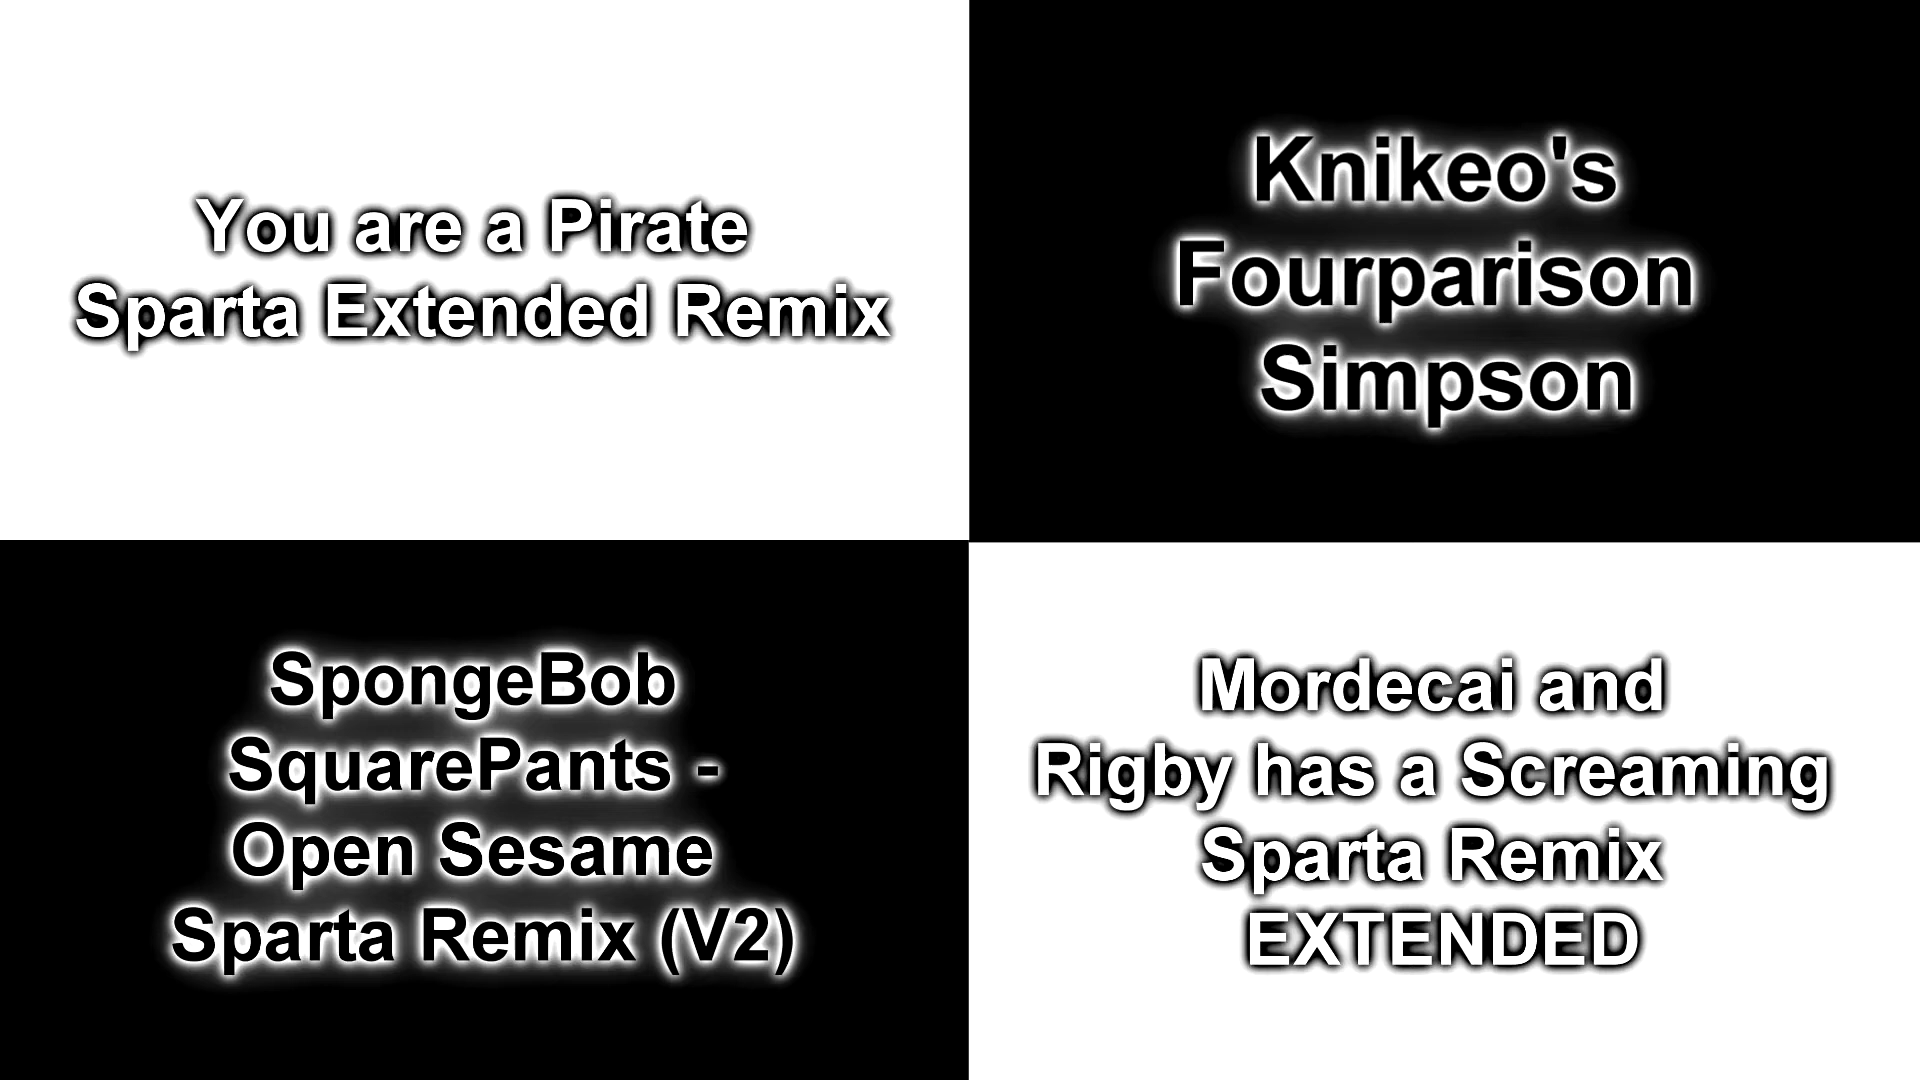 You are a Pirate
Sparta Extended Remix
Knikeo's
Fourparison
Simpson
SpongeBob
SquarePants -
Open Sesame
Sparta Remix (V2)
Mordecai and
Rigby has a Screaming
Sparta Remix
EXTENDED